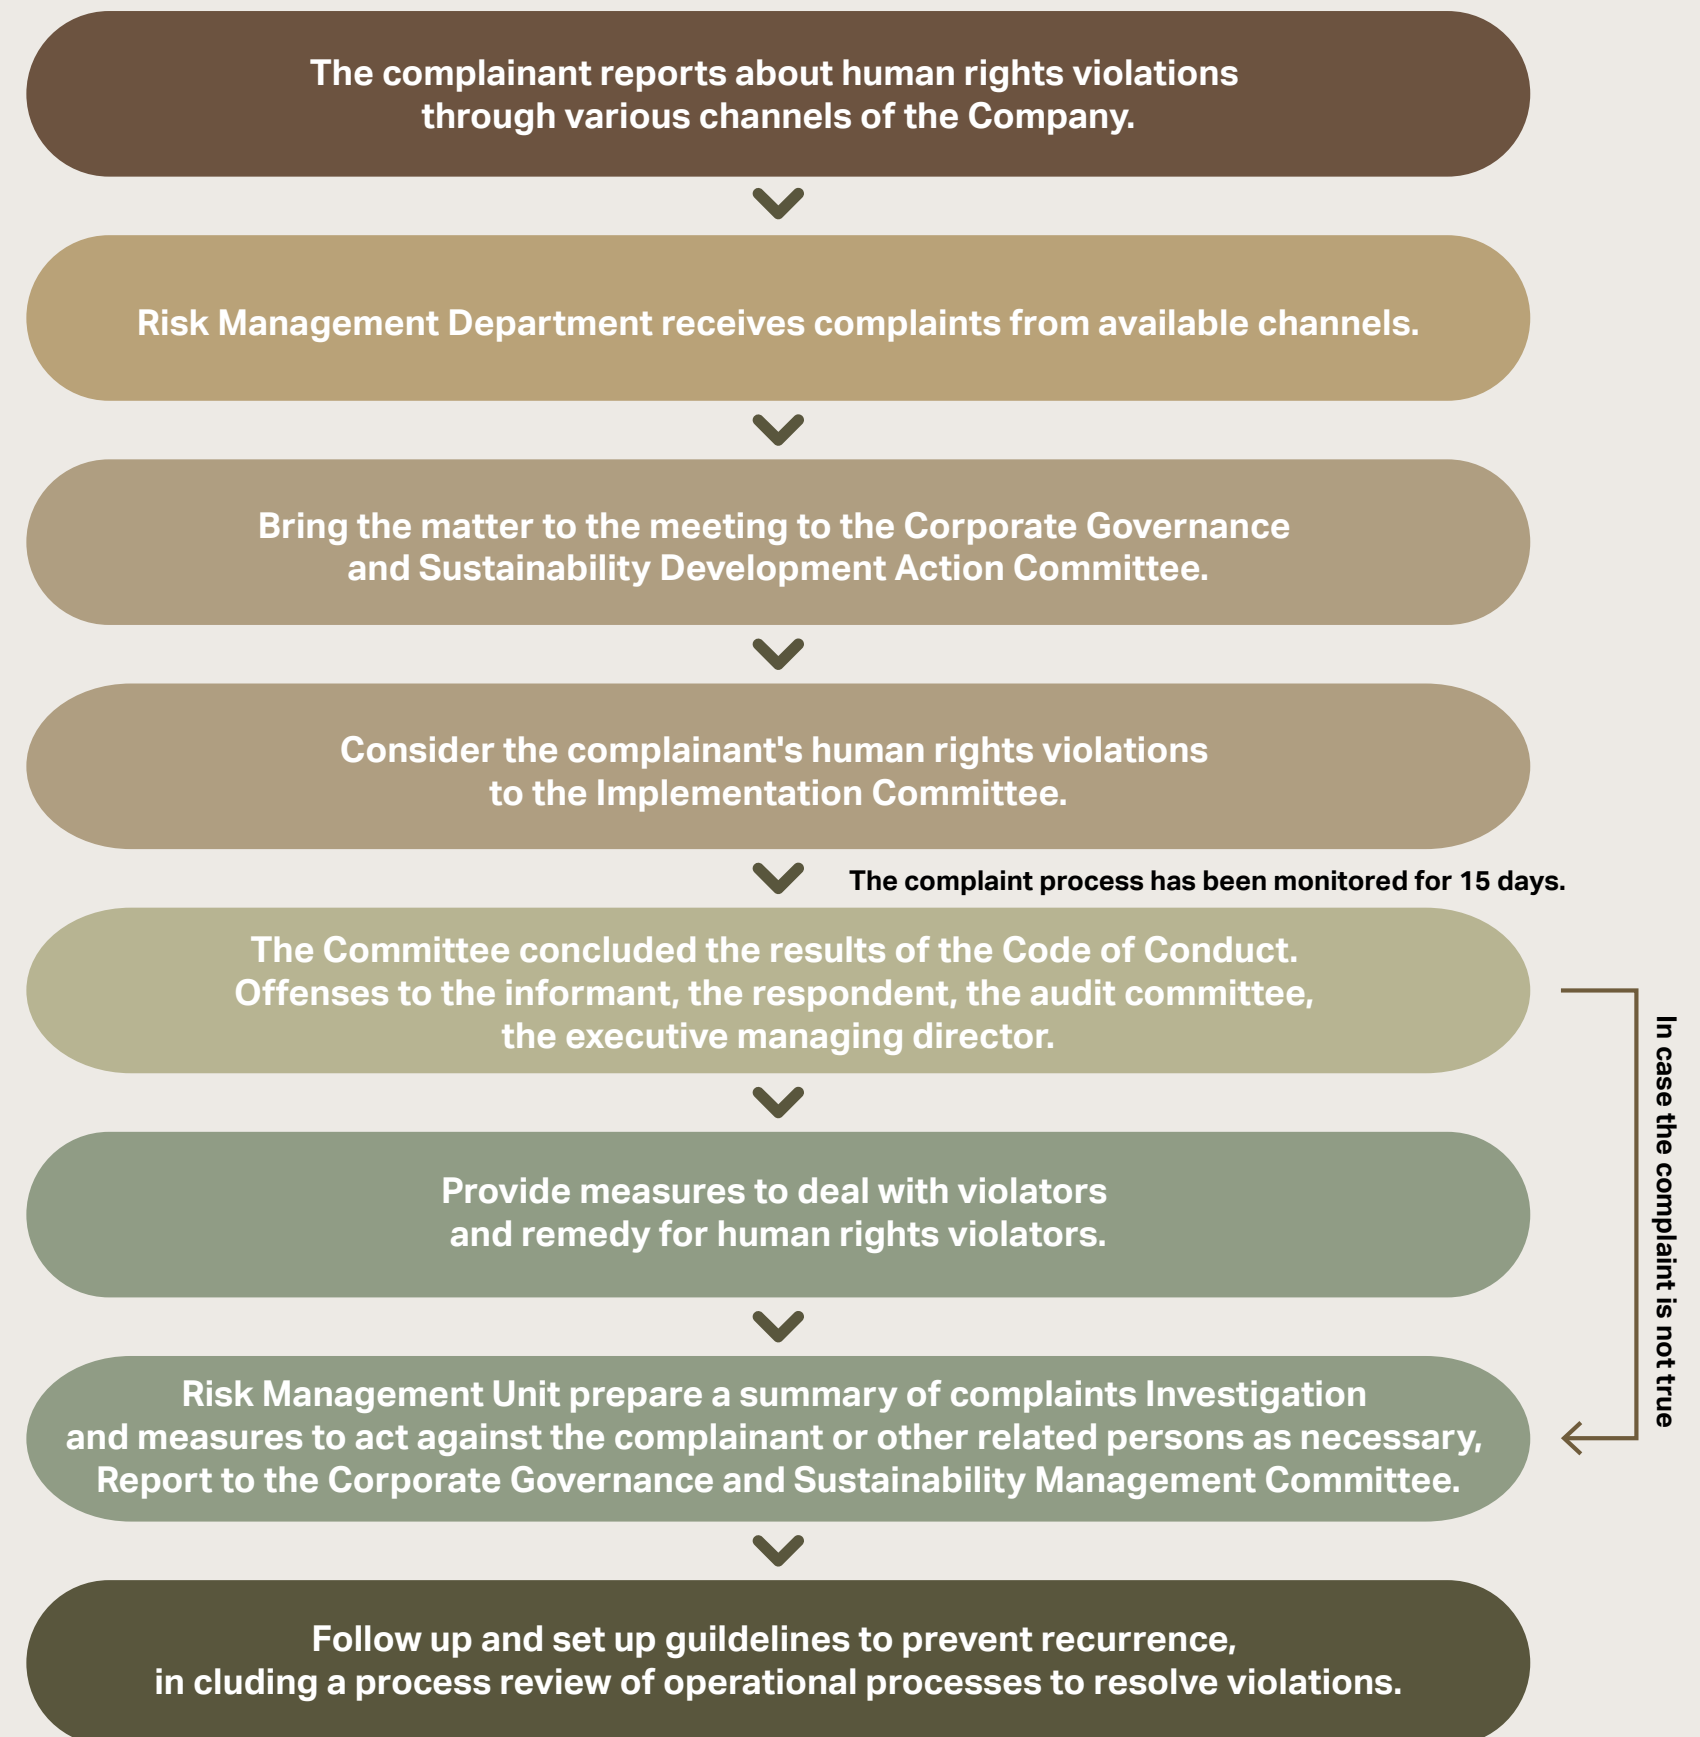 The complainant reports about human rights violations
through various channels of the Company.
Risk Management Department receives complaints from available channels.
Bring the matter to the meeting to the Corporate Governance
and Sustainability Development Action Committee.
Consider the complainant's human rights violations
to the Implementation Committee.
The complaint process has been monitored for 15 days.
The Committee concluded the results of the Code of Conduct.
Offenses to the informant, the respondent, the audit committee,
the executive managing director.
In case the complaint is not true
Provide measures to deal with violators
and remedy for human rights violators.
Risk Management Unit prepare a summary of complaints Investigation
and measures to act against the complainant or other related persons as necessary,
Report to the Corporate Governance and Sustainability Management Committee.
Follow up and set up guildelines to prevent recurrence,
in cluding a process review of operational processes to resolve violations.